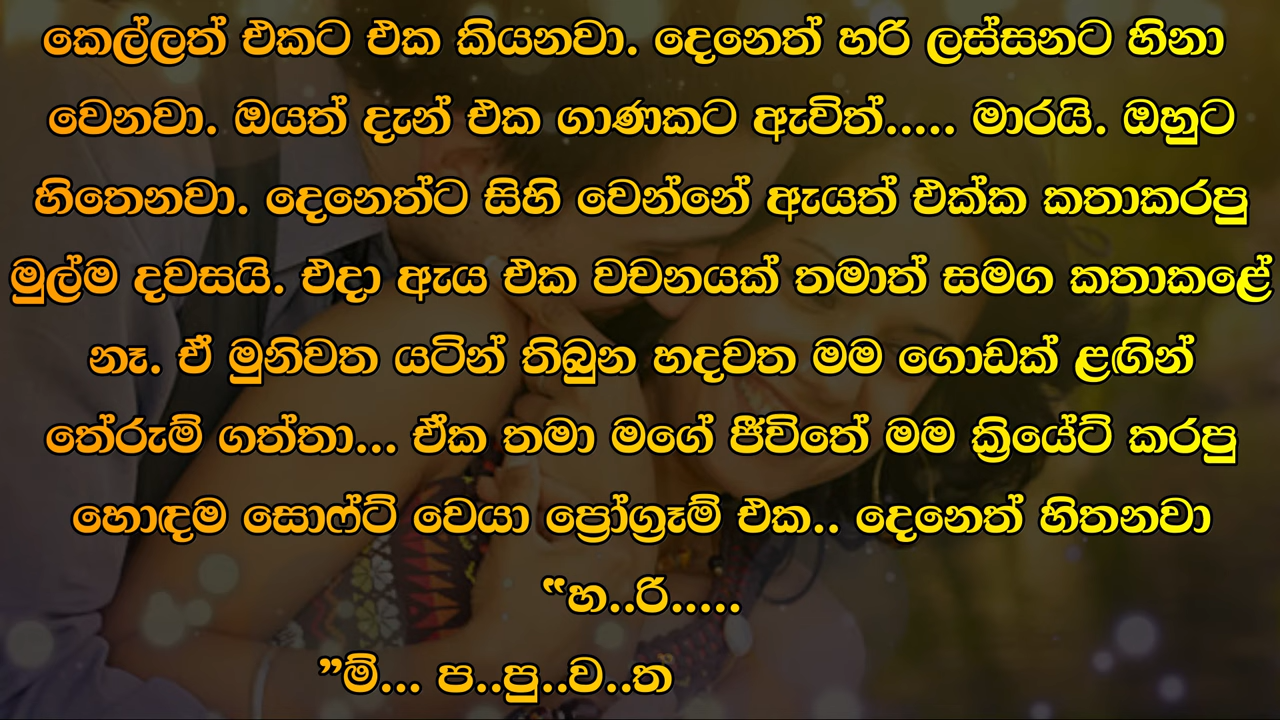 කෙල්ලත් එකට එක කියනවා. දෙනෙත් හරි ලස්සනට හිනා
වෙනවා. ඔයත් දැන් එක ගාණකට ඇවිත්..... මාරයි. ඔහුට
හිතෙනවා. දෙනෙත්ට සිහි වෙන්නේ ඇයත් එක්ක කතාකරපු
මුල්ම දවසයි. එදා ඇය එක වචනයක් තමාත් සමග කතාකළේ
නෑ. ඒ මුනිවත යටින් තිබුන හදවත මම ගොඩක් ළඟින්
තේරුම් ගත්තා... ඒක තමා මගේ ජීවිතේ මම ක්‍රියේට් කරපු
හොඳම සොෆ්ට් වෙයා ප්‍රෝග්‍රෑම් එක.. දෙනෙත් හිතනවා
“හ..රි.....
”ම්... ප..පු..ව..ත